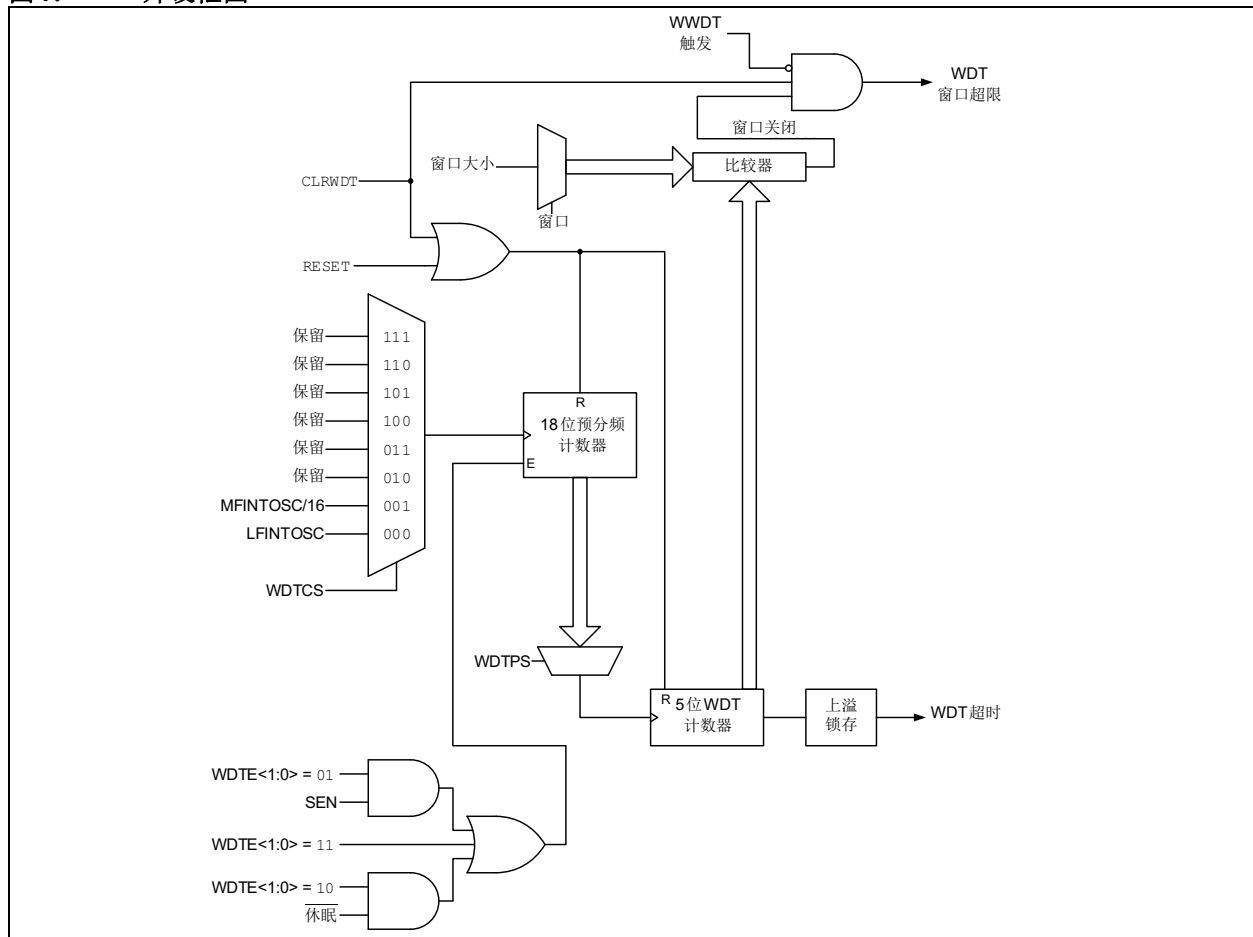 WWDT
触发
WDT
窗口超限
窗口关闭
窗口大小
比较器
CLRWDT
窗口
RESET
保留 111
保留 110
保留 101
保留 100
保留 011
保留 010
MFINTOSC/16 001
LFINTOSC 000
WDTCS
R
18位预分频
计数器
E
WDTPS
R 5位WDT
计数器
上溢
锁存
WDT超时
WDTE<1:0> = 01
SEN
WDTE<1:0> = 11
WDTE<1:0> = 10
休眠